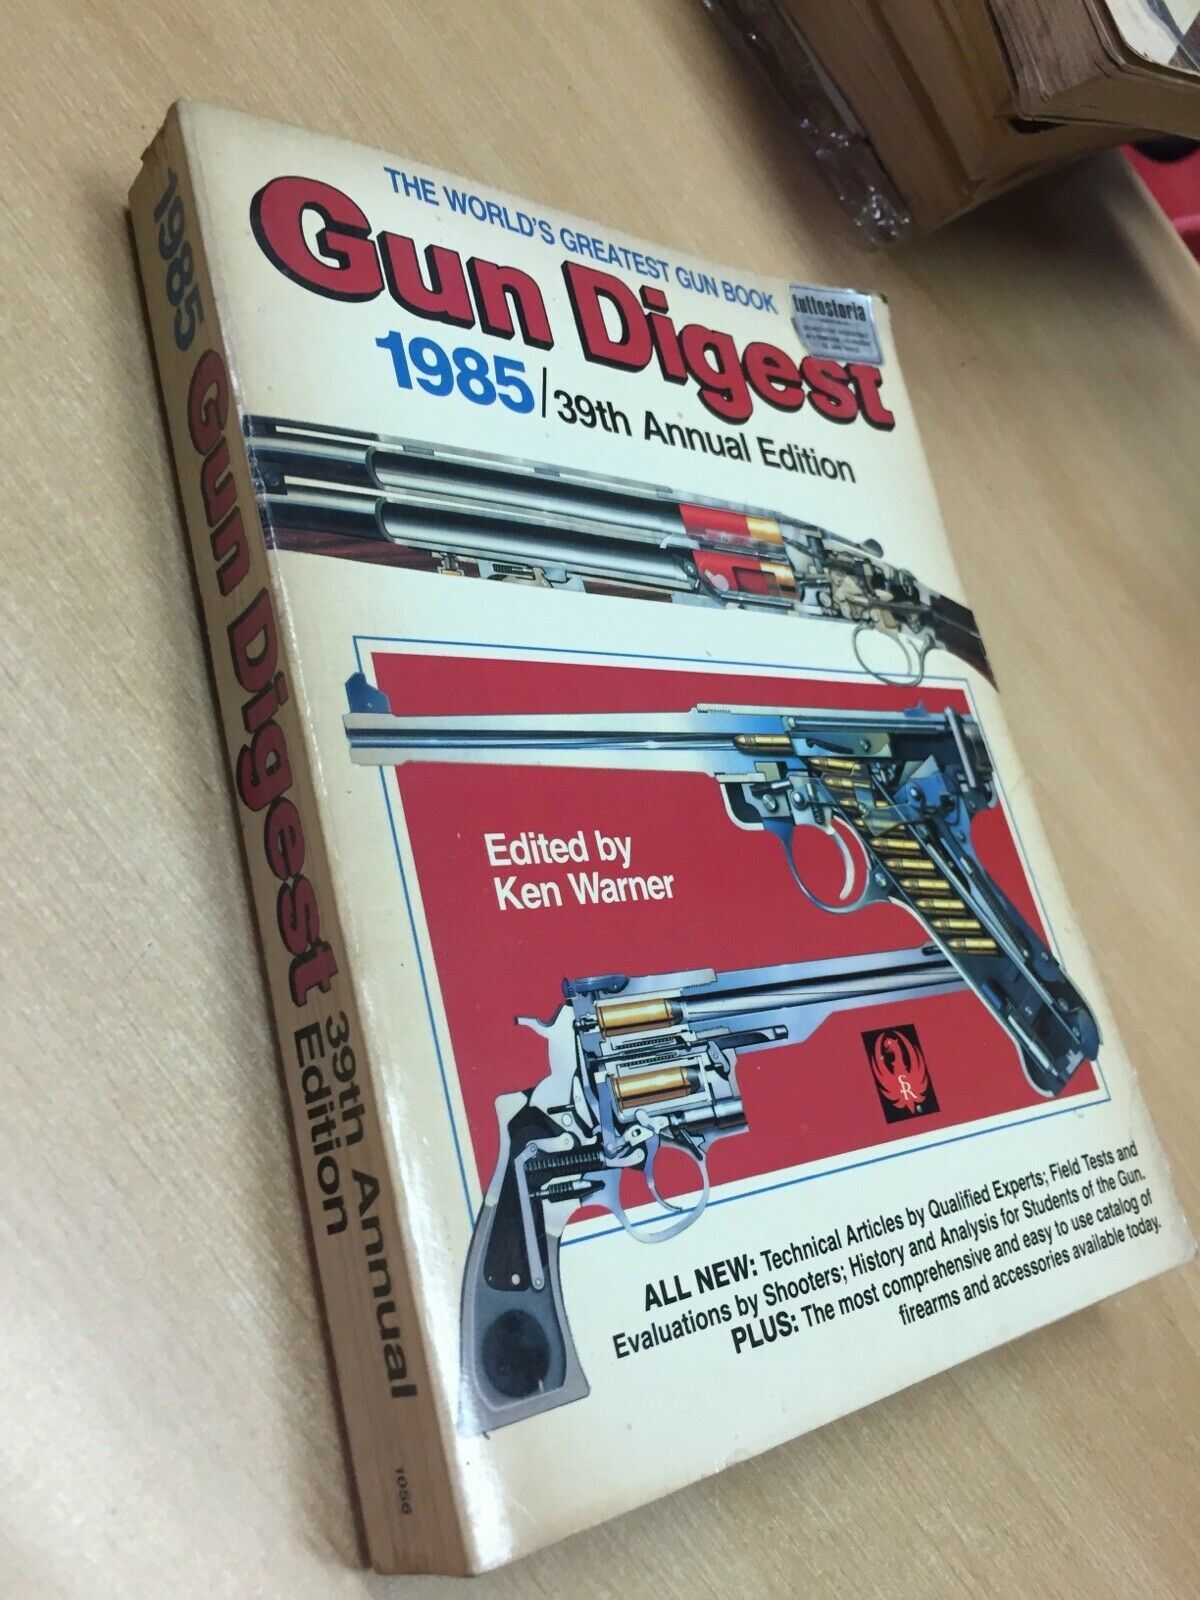 THE WORLD'S GREATEST GUN BOOK
Gun Digest
tuttostoria
1985/39th Annual Edition
Edited by
Ken Warner
SR
ALL NEW: Technical Articles by Qualified Experts; Field Tests and
Evaluations by Shooters; History and Analysis for Students of the Gun.
PLUS: The most comprehensive and easy to use catalog of
firearms and accessories available today.
1985 Gun Digest 39th Annual
Edition
1056